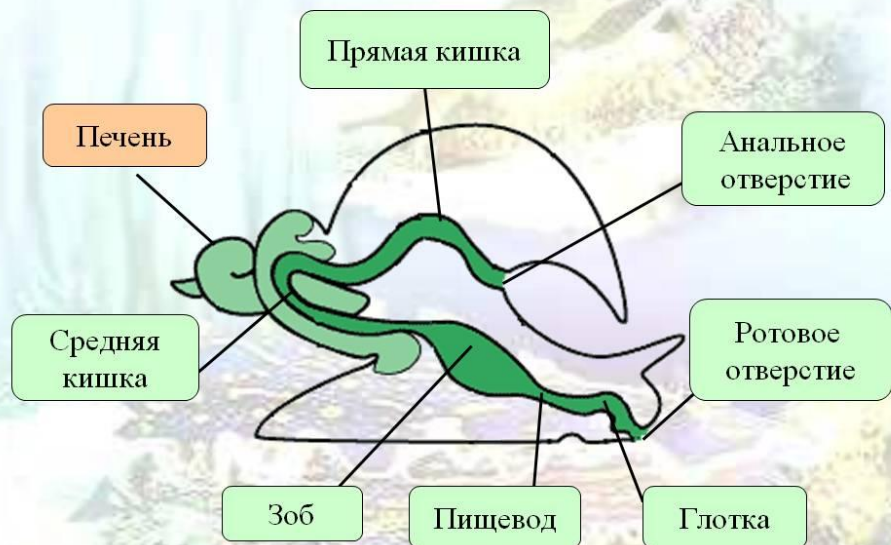 Прямая кишка
Печень
Анальное
отверстие
Средняя
кишка
Ротовое
отверстие
Зоб
Пищевод
Глотка